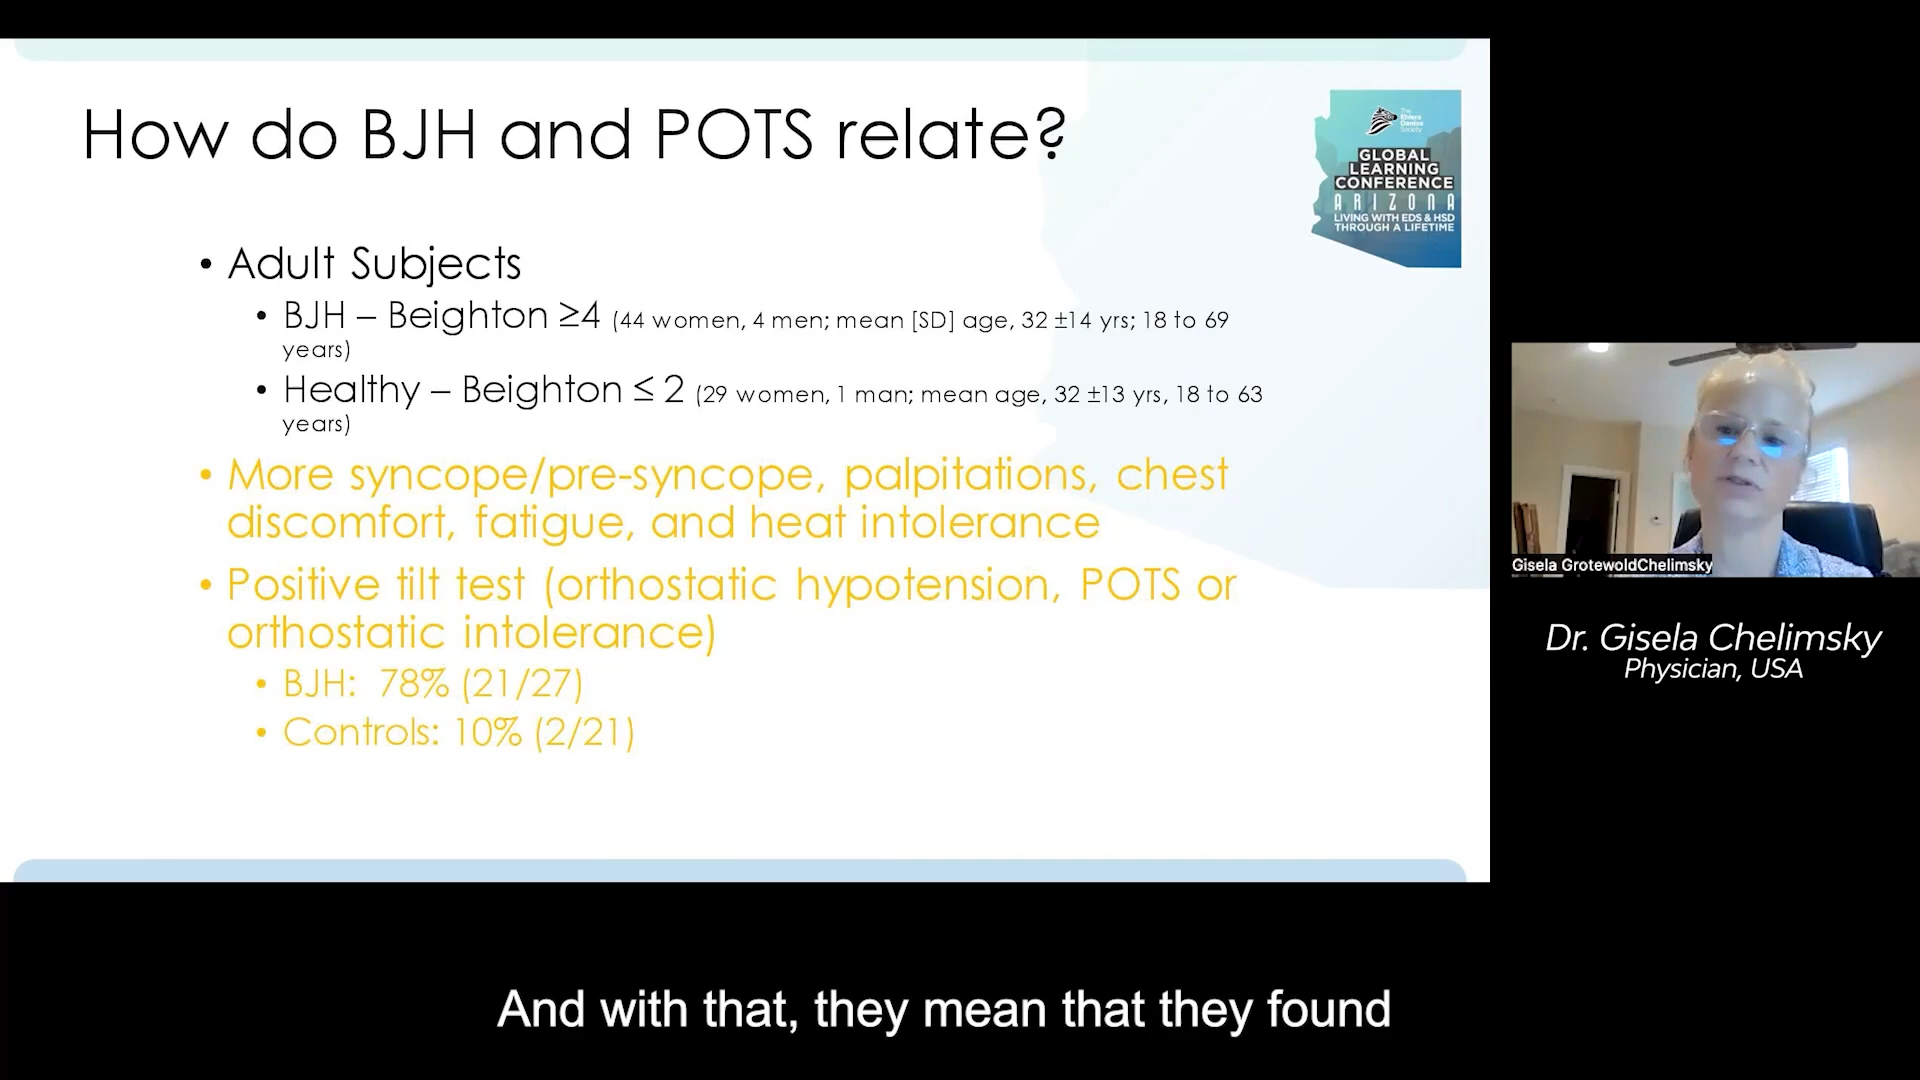 How do BJH and POTS relate?
The
Ehlers
Danlos
Society
GLOBAL
LEARNING
CONFERENCE
ARIZONA
LIVING WITH EDS & HSD
THROUGH A LIFETIME
• Adult Subjects
• BJH – Beighton ≥4 (44 women, 4 men; mean [SD] age, 32 ±14 yrs; 18 to 69
years)
• Healthy – Beighton ≤ 2 (29 women, 1 man; mean age, 32 ±13 yrs, 18 to 63
years)
• More syncope/pre-syncope, palpitations, chest
discomfort, fatigue, and heat intolerance
• Positive tilt test (orthostatic hypotension, POTS or
orthostatic intolerance)
• BJH: 78% (21/27)
• Controls: 10% (2/21)
Gisela GrotewoldChelimsky
Dr. Gisela Chelimsky
Physician, USA
And with that, they mean that they found